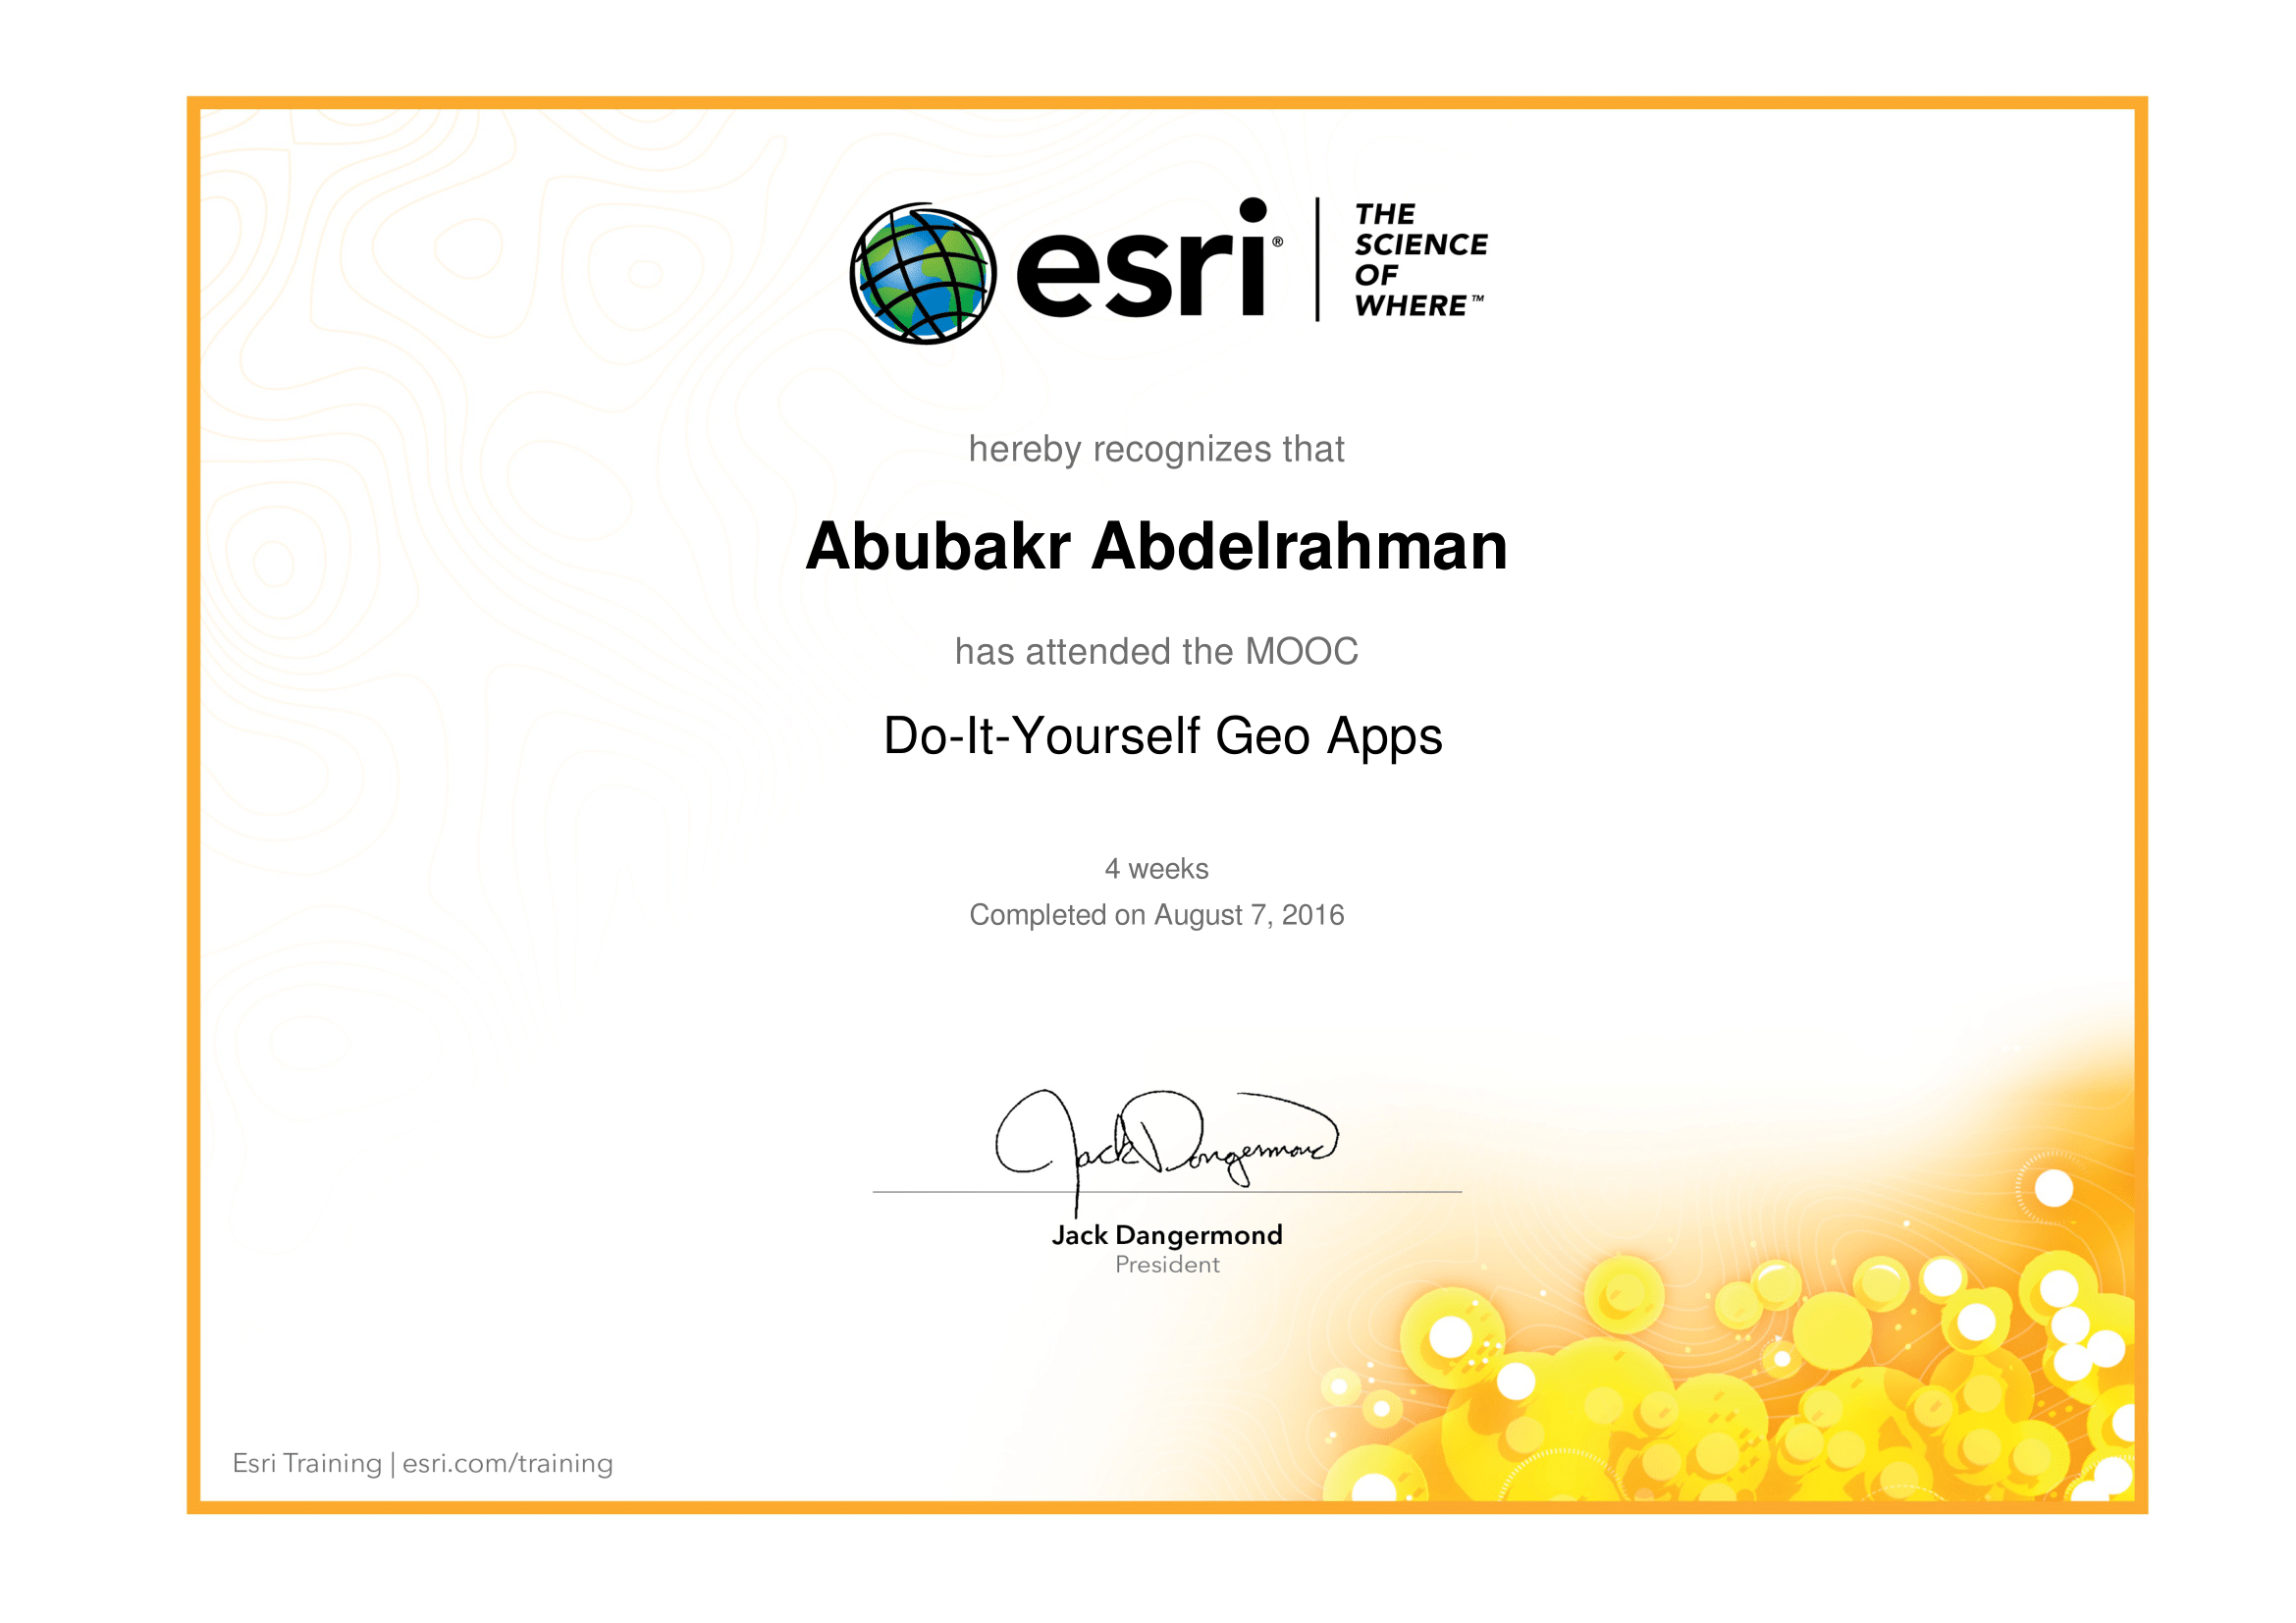 esri®
THE
SCIENCE
OF
WHERE™
hereby recognizes that
Abubakr Abdelrahman
has attended the MOOC
Do-It-Yourself Geo Apps
4 weeks
Completed on August 7, 2016
Jack Dangermond
Jack Dangermond
President
Esri Training | esri.com/training